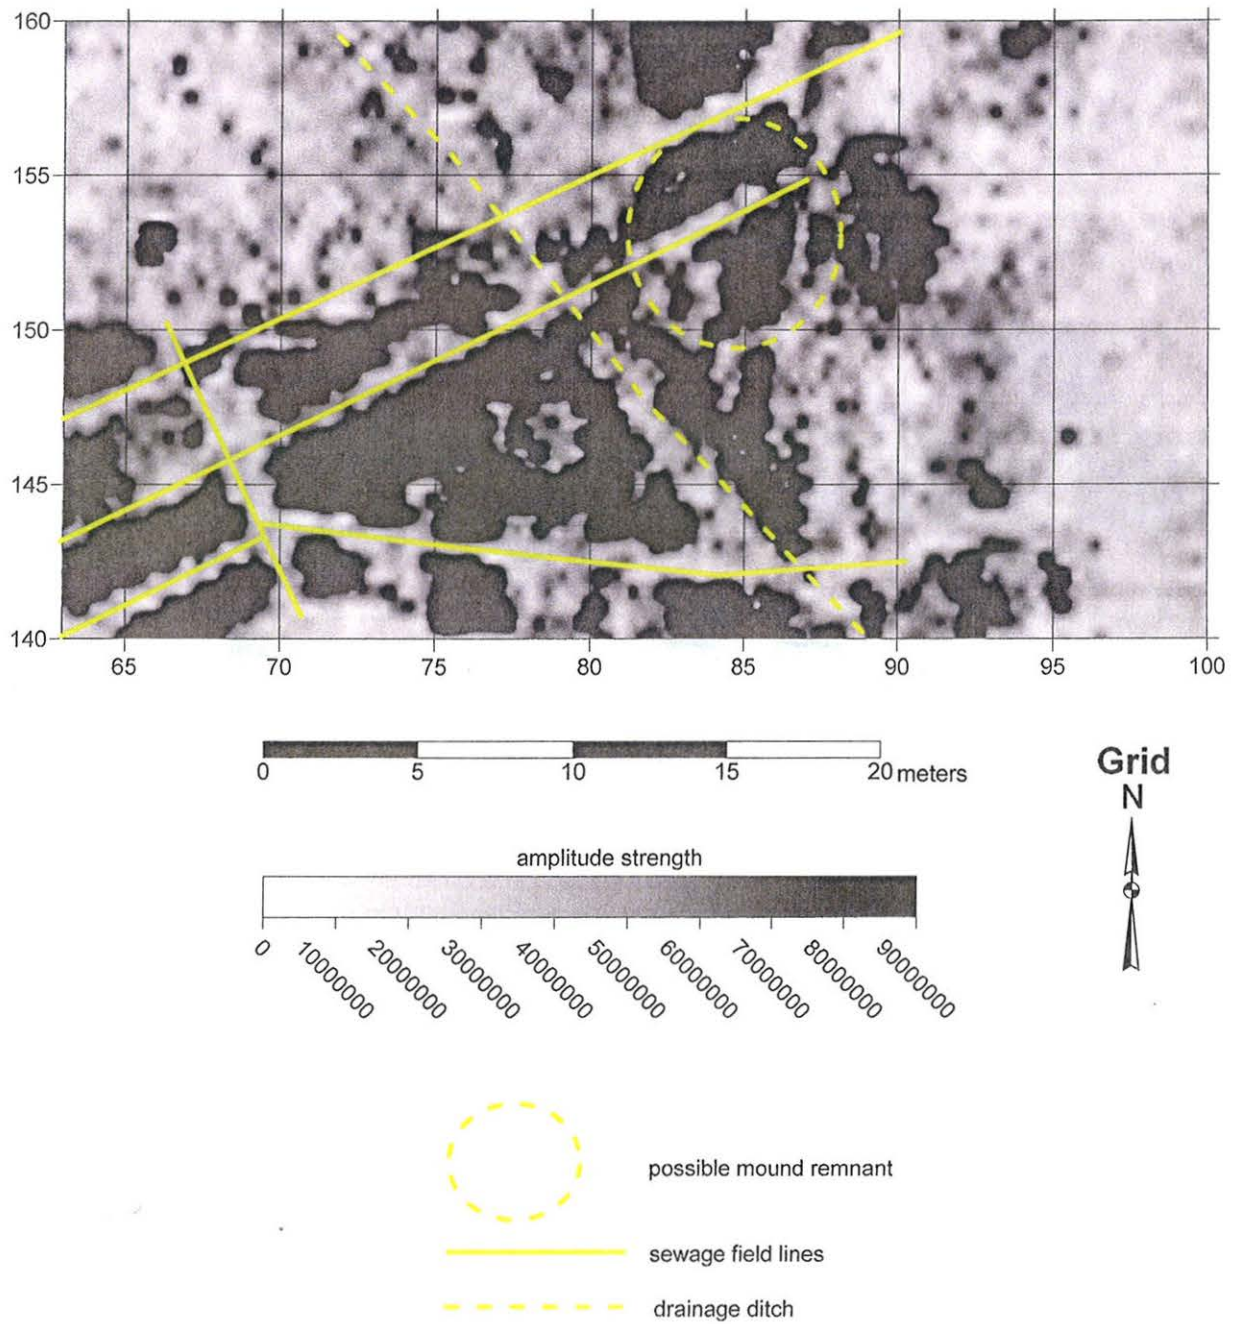 160
155
150
145
140
65 70 75 80 85 90 95 100
0 5 10 15 20 meters
Grid
N
amplitude strength
0 10000000 20000000 30000000 40000000 50000000 60000000 70000000 80000000 90000000
possible mound remnant
sewage field lines
drainage ditch